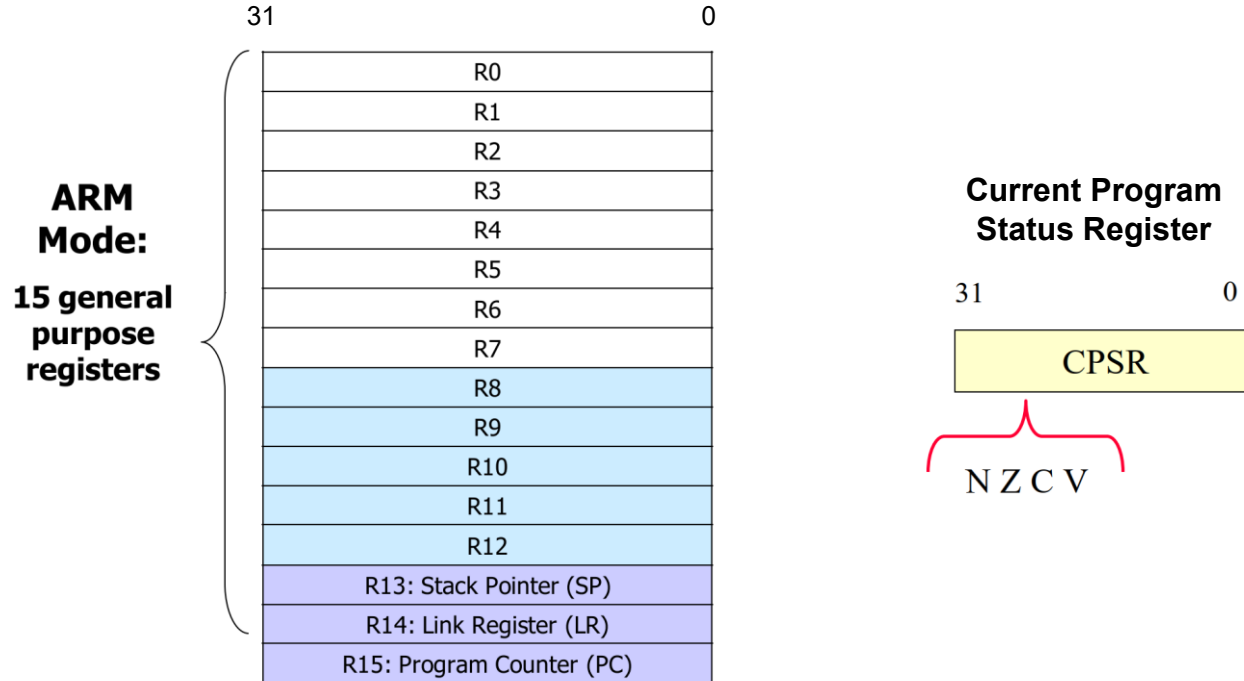 31 0
R0
R1
R2
R3
R4
R5
R6
R7
R8
R9
R10
R11
R12
R13: Stack Pointer (SP)
R14: Link Register (LR)
R15: Program Counter (PC)
ARM
Mode:
15 general
purpose
registers
Current Program
Status Register
31 0
CPSR
N Z C V